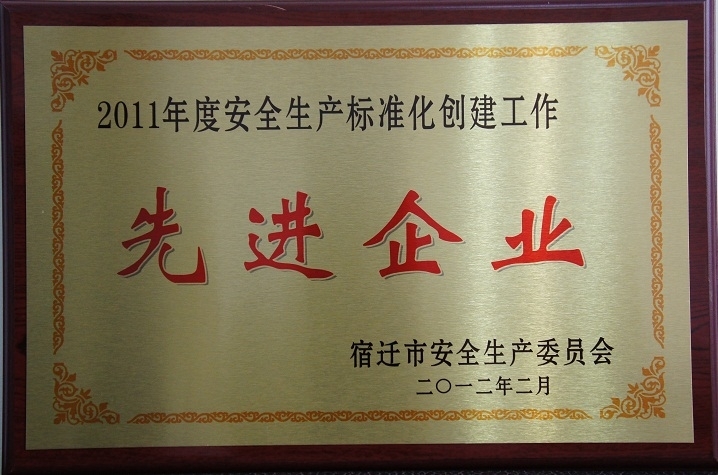 2011年度安全生产标准化创建工作
先进企业
宿迁市安全生产委员会
二〇一二年二月